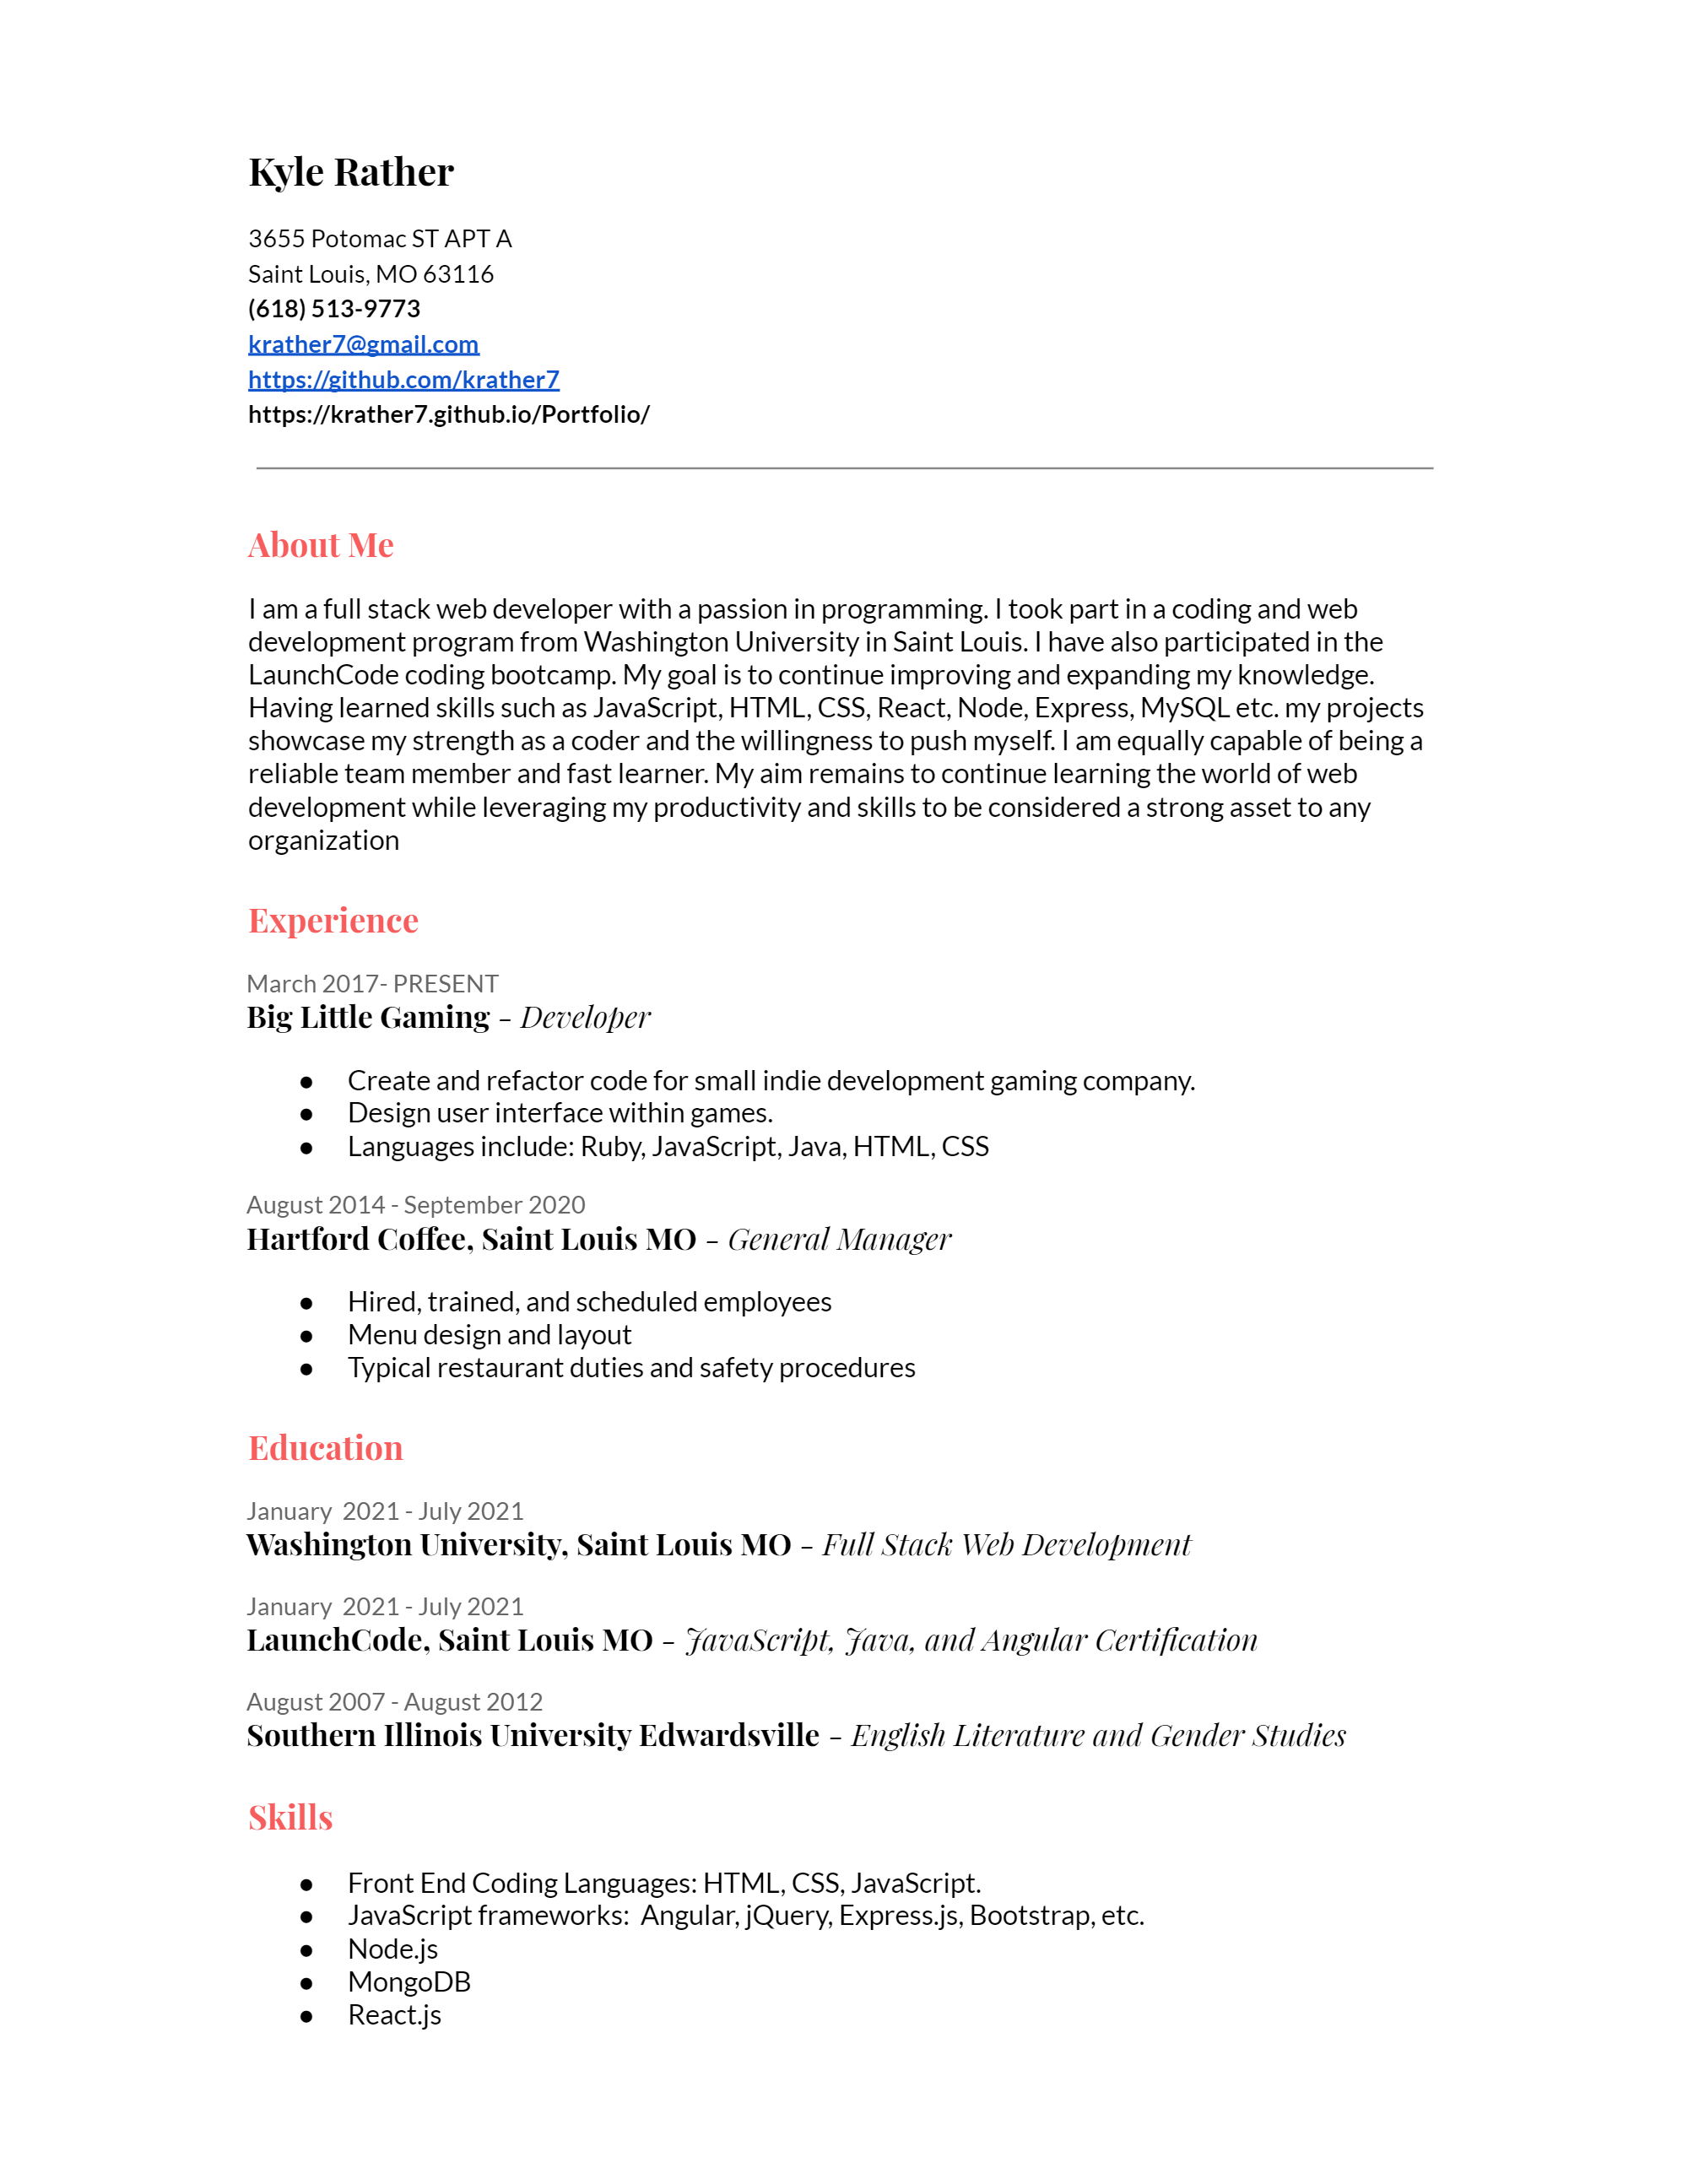 Kyle Rather
3655 Potomac ST APT A
Saint Louis, MO 63116
(618) 513-9773
krather7@gmail.com
https://github.com/krather7
https://krather7.github.io/Portfolio/
About Me
I am a full stack web developer with a passion in programming. I took part in a coding and web
development program from Washington University in Saint Louis. I have also participated in the
LaunchCode coding bootcamp. My goal is to continue improving and expanding my knowledge.
Having learned skills such as JavaScript, HTML, CSS, React, Node, Express, MySQL etc. my projects
showcase my strength as a coder and the willingness to push myself. I am equally capable of being a
reliable team member and fast learner. My aim remains to continue learning the world of web
development while leveraging my productivity and skills to be considered a strong asset to any
organization
Experience
March 2017- PRESENT
Big Little Gaming - Developer
● Create and refactor code for small indie development gaming company.
● Design user interface within games.
● Languages include: Ruby, JavaScript, Java, HTML, CSS
August 2014 - September 2020
Hartford Coffee, Saint Louis MO - General Manager
● Hired, trained, and scheduled employees
● Menu design and layout
● Typical restaurant duties and safety procedures
Education
January  2021 - July 2021
Washington University, Saint Louis MO - Full Stack Web Development
January  2021 - July 2021
LaunchCode, Saint Louis MO - JavaScript, Java, and Angular Certification
August 2007 - August 2012
Southern Illinois University Edwardsville - English Literature and Gender Studies
Skills
● Front End Coding Languages: HTML, CSS, JavaScript.
● JavaScript frameworks:  Angular, jQuery, Express.js, Bootstrap, etc.
● Node.js
● MongoDB
● React.js